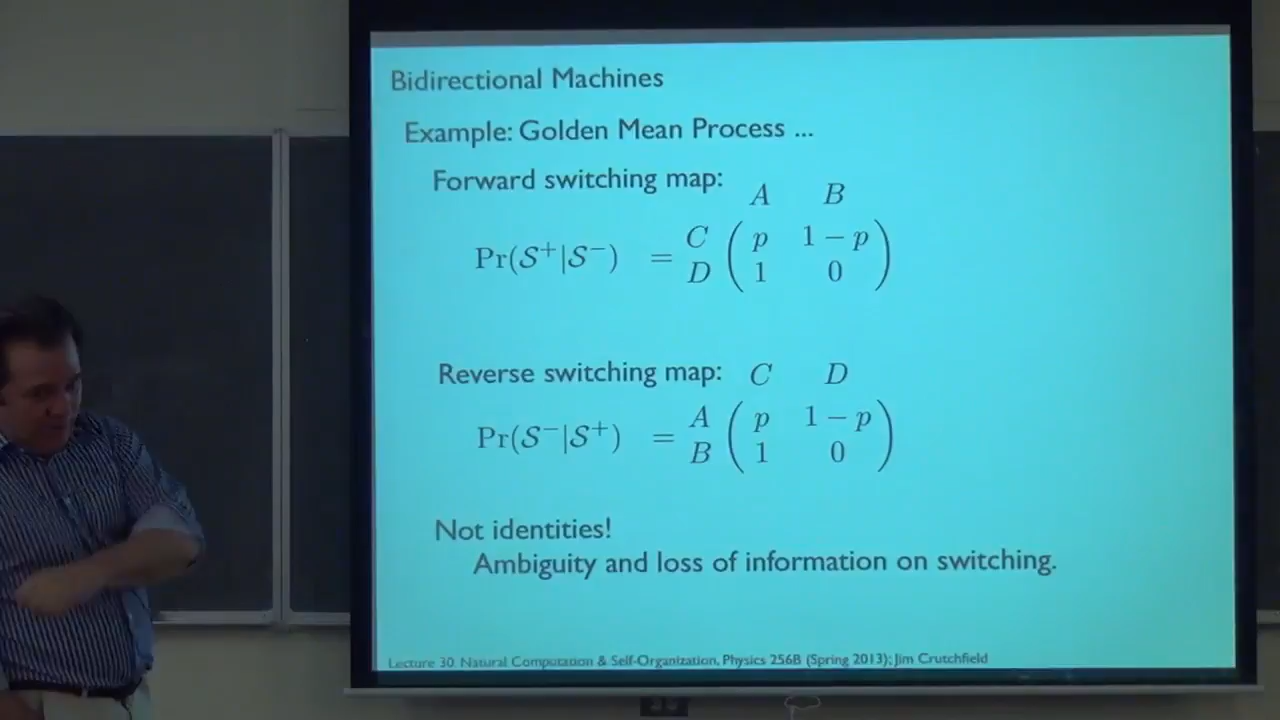 Bidirectional Machines
Example: Golden Mean Process ...
Forward switching map:
A B
Pr(S⁺|S⁻) = C D ( p 1 − p
1 0 )
Reverse switching map: C D
Pr(S⁻|S⁺) = A B ( p 1 − p
1 0 )
Not identities!
Ambiguity and loss of information on switching.
Lecture 30. Natural Computation & Self-Organization, Physics 256B (Spring 2013); Jim Crutchfield